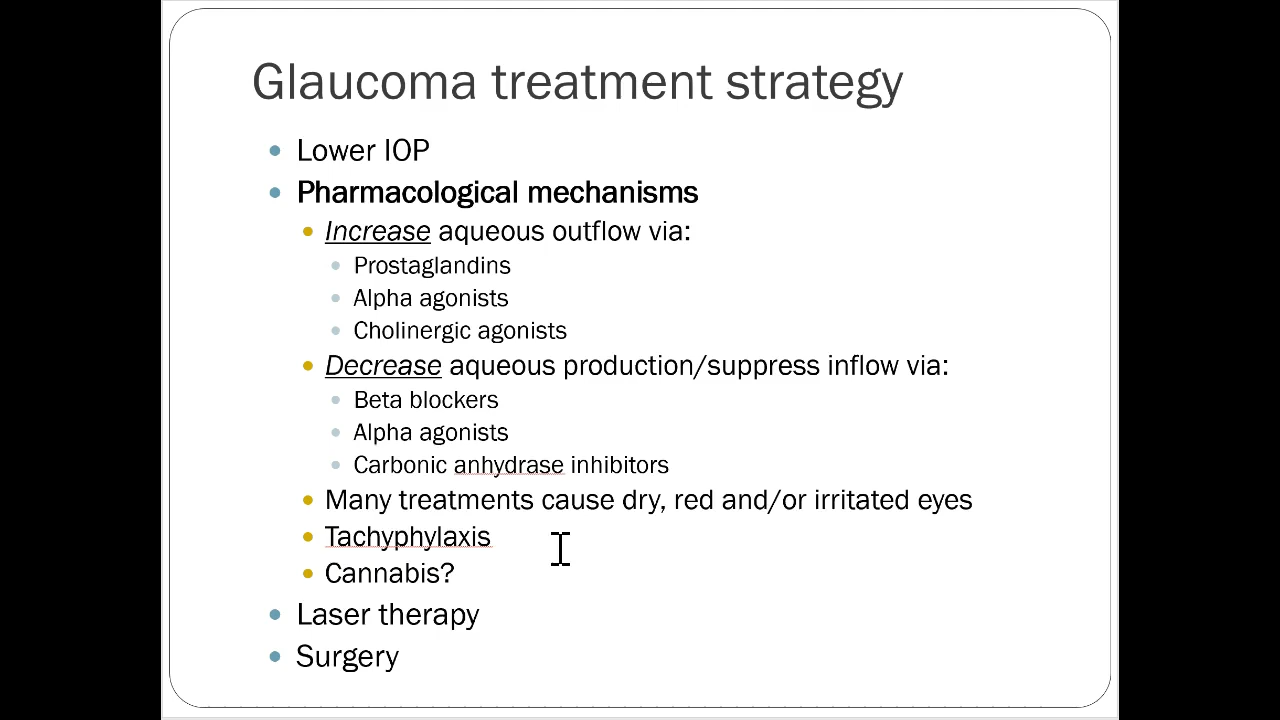 Glaucoma treatment strategy
Lower IOP
Pharmacological mechanisms
Increase aqueous outflow via:
Prostaglandins
Alpha agonists
Cholinergic agonists
Decrease aqueous production/suppress inflow via:
Beta blockers
Alpha agonists
Carbonic anhydrase inhibitors
Many treatments cause dry, red and/or irritated eyes
Tachyphylaxis
Cannabis?
Laser therapy
Surgery